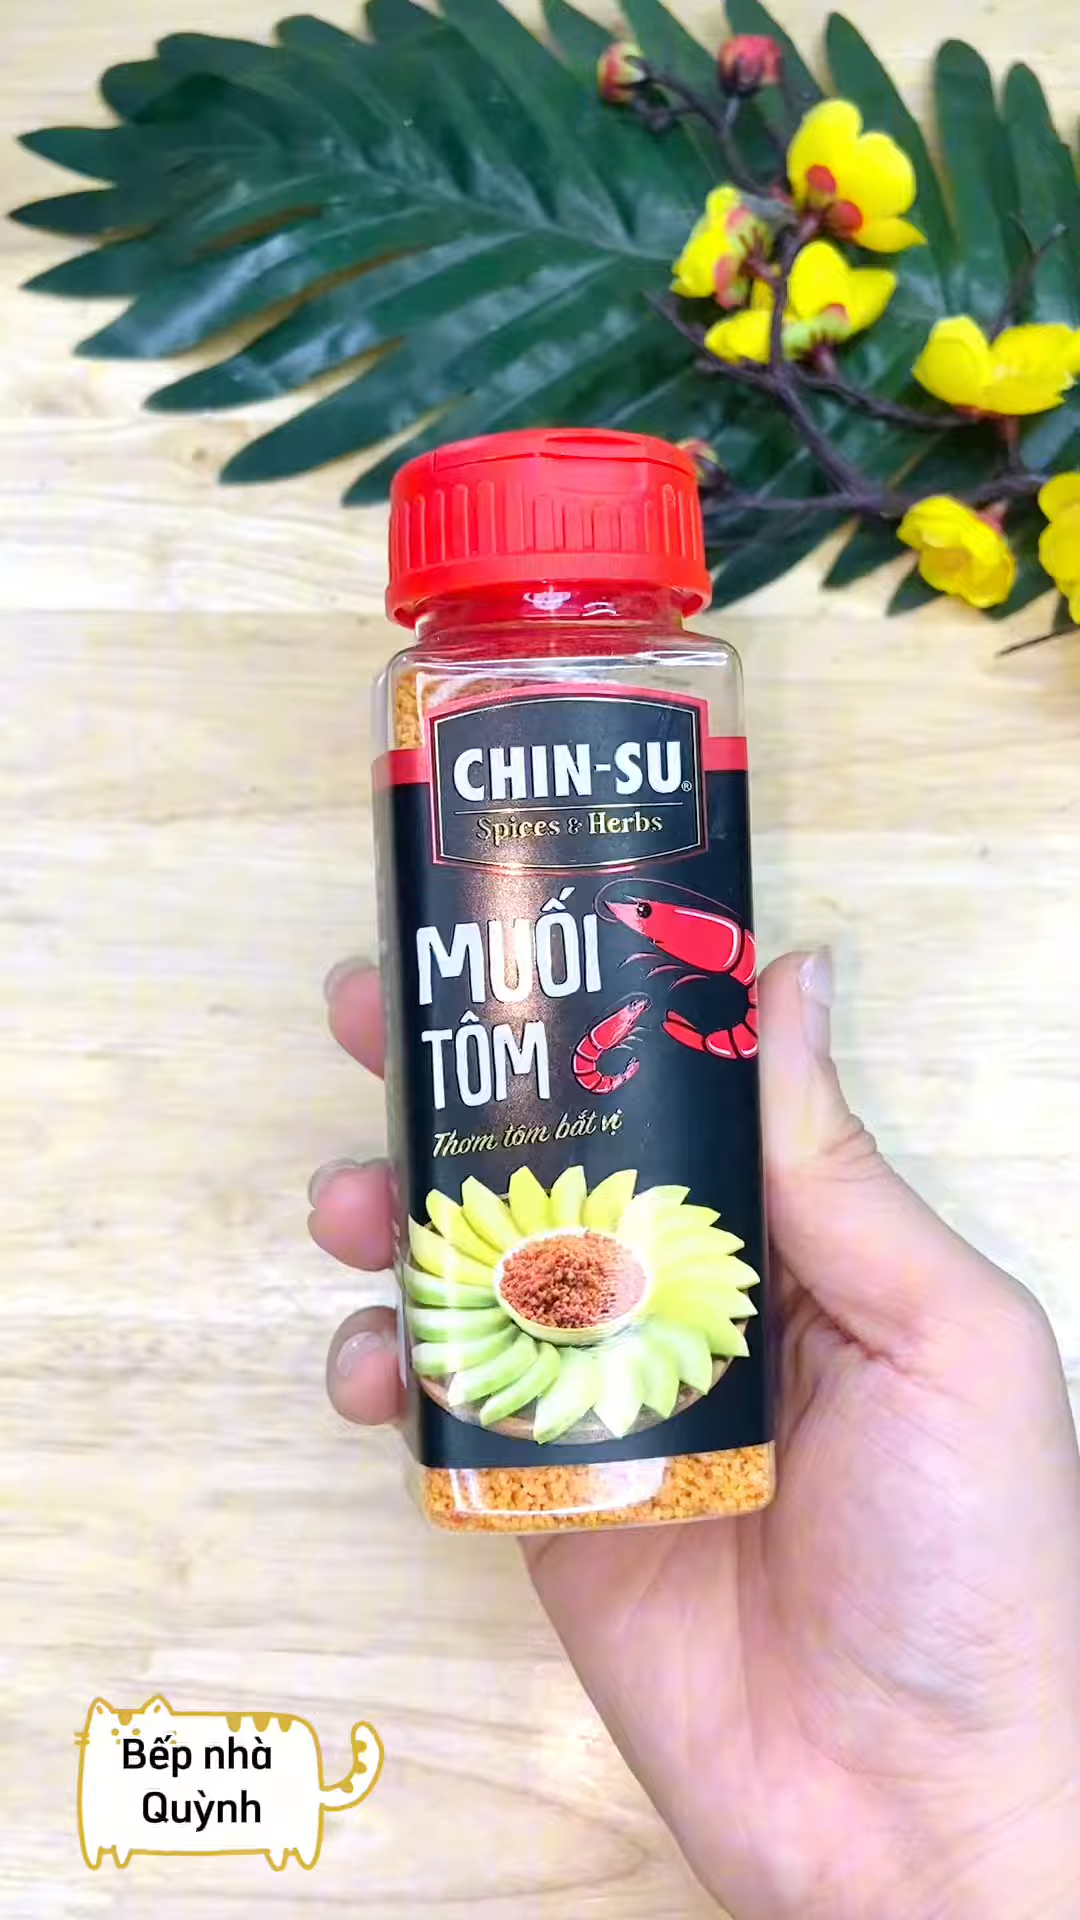 CHIN-SU®
Spices & Herbs
MUỐI
TÔM
Thơm tôm bắt vị
Bếp nhà
Quỳnh